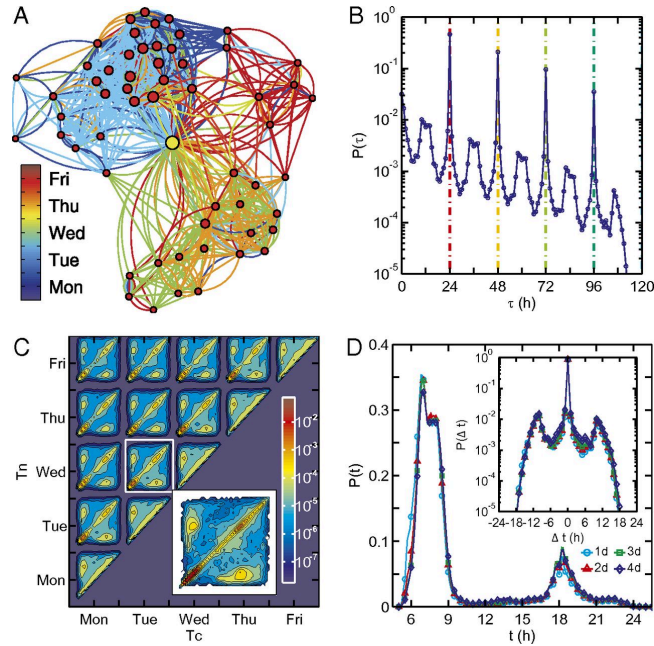 A
Fri
Thu
Wed
Tue
Mon
B
P(τ)
10⁰
10⁻¹
10⁻²
10⁻³
10⁻⁴
10⁻⁵
0 24 48 72 96 120
τ (h)
C
Fri
Thu
Wed
Tue
Mon
Tn
10⁻²
10⁻³
10⁻⁴
10⁻⁵
10⁻⁶
10⁻⁷
Mon Tue Wed Thu Fri
Tc
D
P(t)
0.4
0.3
0.2
0.1
0
6 9 12 15 18 21 24
t (h)
P'(Δ t)
10⁰
10⁻¹
10⁻²
10⁻³
10⁻⁴
10⁻⁵
-24 -18 -12 -6 0 6 12 18 24
Δ t (h)
1d 3d
2d 4d